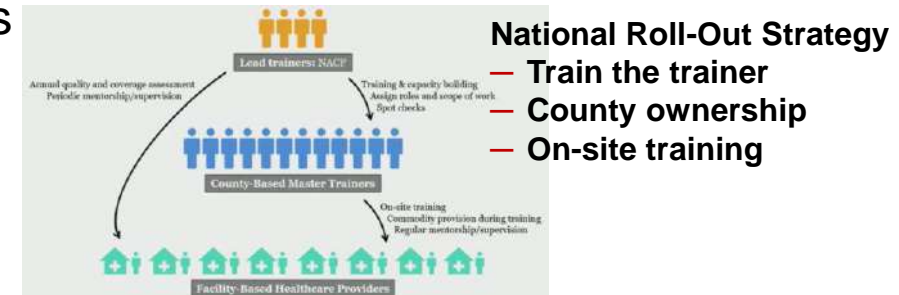 s
Lead trainers: NACP
Annual quality and coverage assessment
Periodic mentorship/supervision
Training & capacity building
Assign roles and scope of work
Spot checks
County-Based Master Trainers
On-site training
Commodity provision during training
Regular mentorship/supervision
Facility-Based Healthcare Providers
National Roll-Out Strategy
— Train the trainer
— County ownership
— On-site training